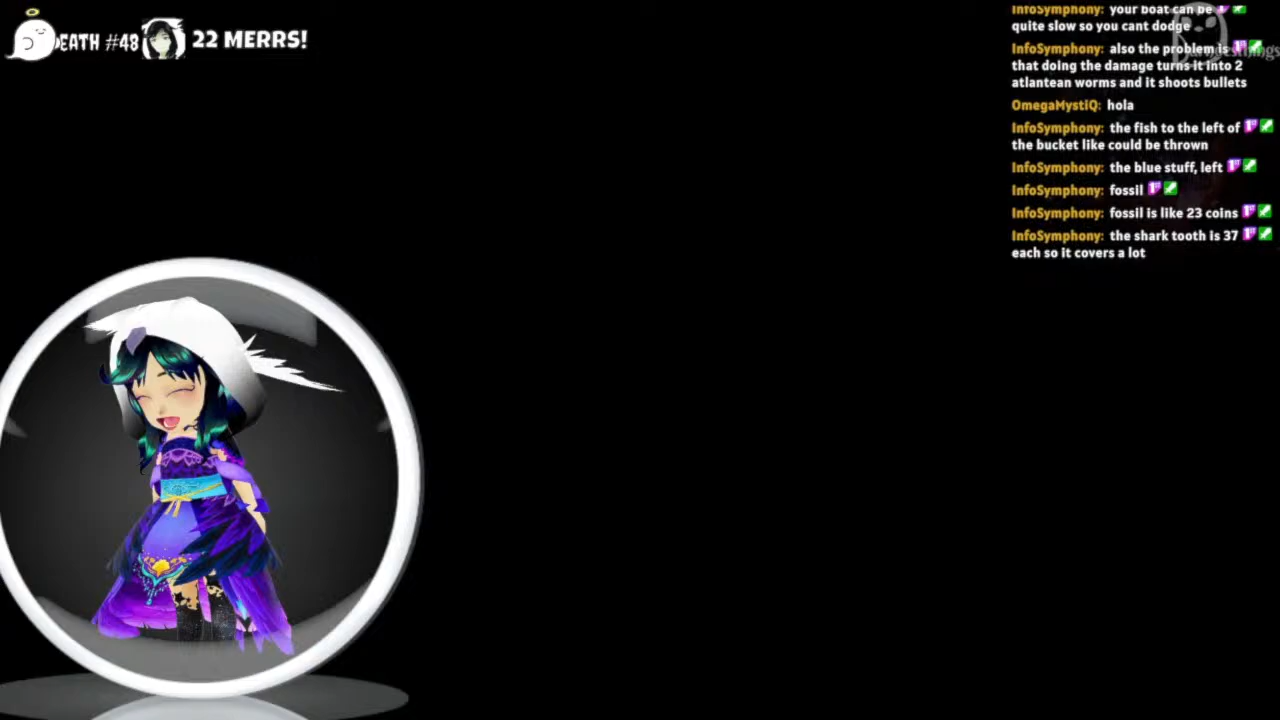 DEATH #48
22 MERRS!
InfoSymphony: your boat can be
quite slow so you cant dodge
InfoSymphony: also the problem is
that doing the damage turns it into 2
atlantean worms and it shoots bullets
OmegaMystiQ: hola
InfoSymphony: the fish to the left of
the bucket like could be thrown
InfoSymphony: the blue stuff, left
InfoSymphony: fossil
InfoSymphony: fossil is like 23 coins
InfoSymphony: the shark tooth is 37
each so it covers a lot